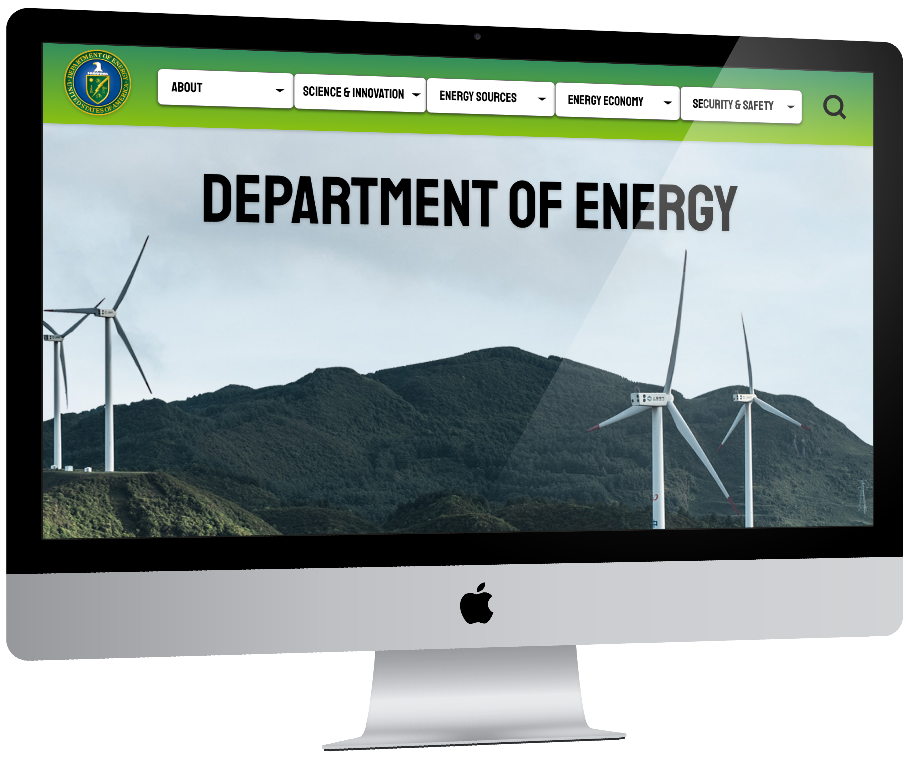 DEPARTMENT OF ENERGY
UNITED STATES OF AMERICA
ABOUT
SCIENCE & INNOVATION
ENERGY SOURCES
ENERGY ECONOMY
SECURITY & SAFETY
DEPARTMENT OF ENERGY